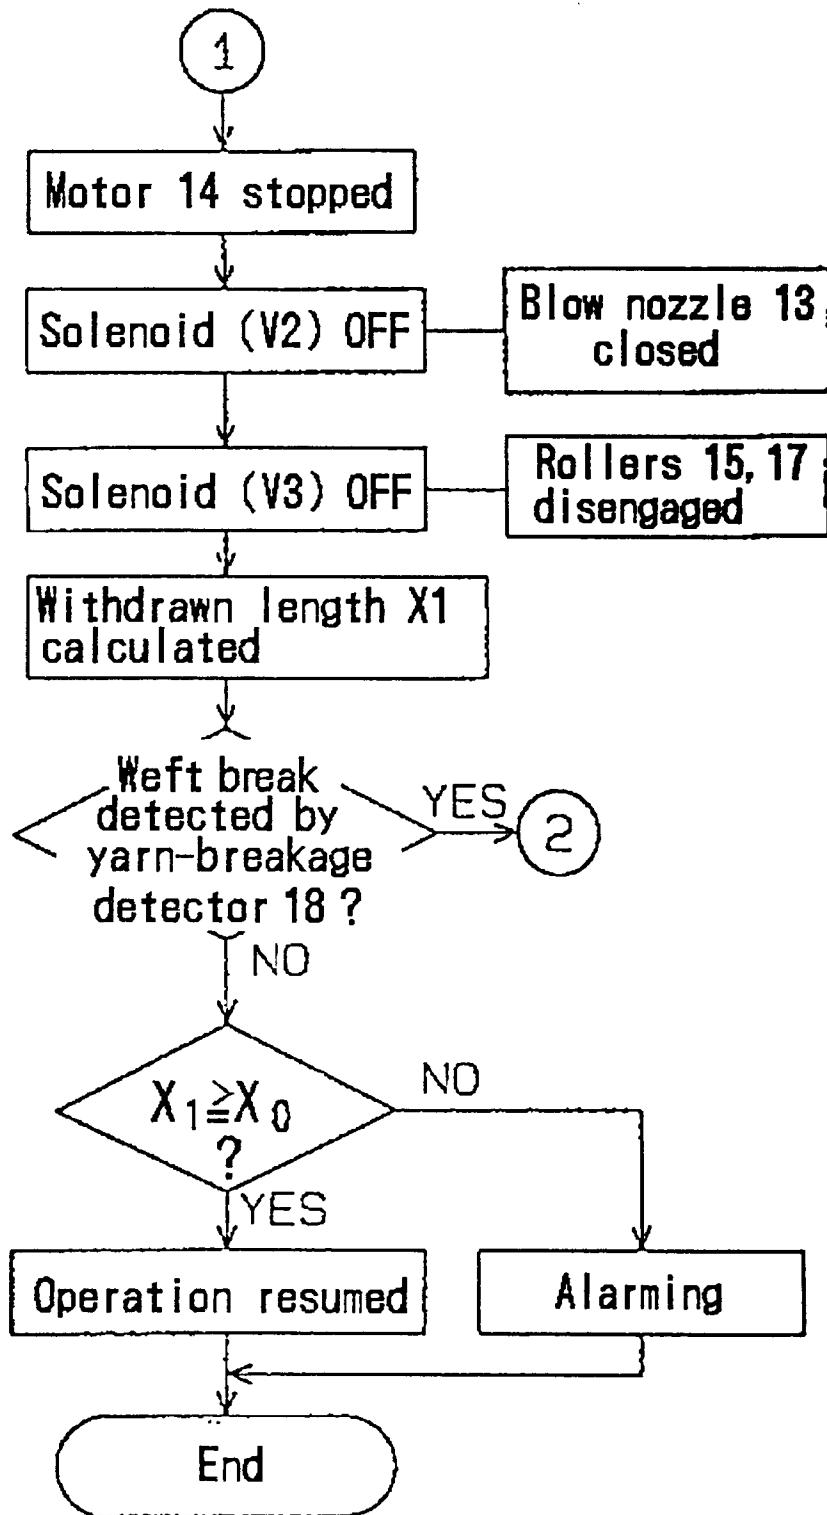 1
Motor 14 stopped
Solenoid (V2) OFF
Blow nozzle 13
closed
Solenoid (V3) OFF
Rollers 15, 17
disengaged
Withdrawn length X1
calculated
Weft break
detected by
yarn-breakage
detector 18 ?
YES
2
NO
X₁≧X₀
?
NO
YES
Operation resumed
Alarming
End